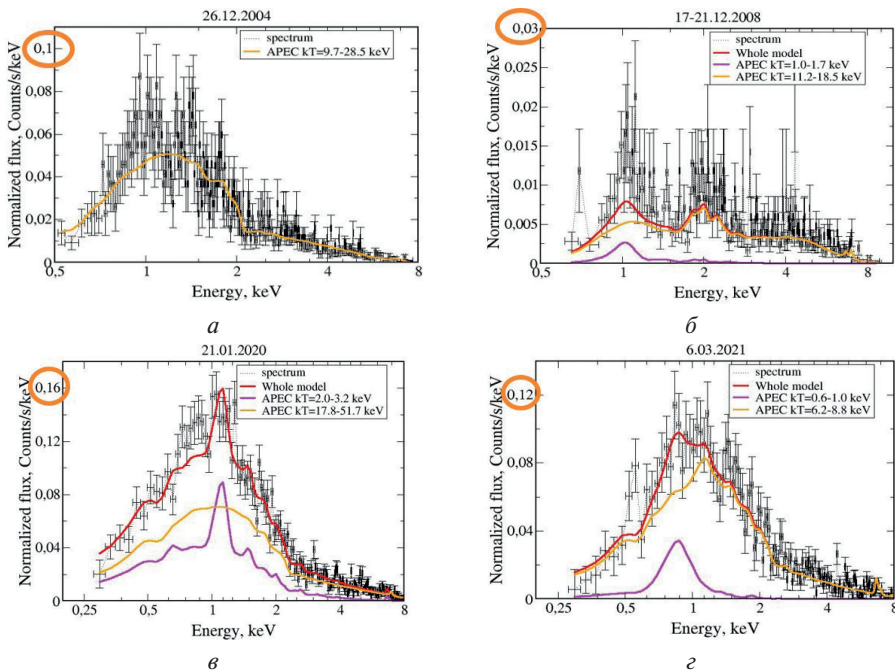 26.12.2004
Normalized flux, Counts/s/keV
0,1
0,08
0,06
0,04
0,02
0
0,5
1
2
4
8
Energy, keV
spectrum
APEC kT=9.7-28.5 keV
а
17-21.12.2008
Normalized flux, Counts/s/keV
0,03
0,025
0,02
0,015
0,01
0,005
0
0,5
1
2
4
8
Energy, keV
spectrum
Whole model
APEC kT=1.0-1.7 keV
APEC kT=11.2-18.5 keV
б
21.01.2020
Normalized flux, Counts/s/keV
0,16
0,12
0,08
0,04
0
0,25
0,5
1
2
4
8
Energy, keV
spectrum
Whole model
APEC kT=2.0-3.2 keV
APEC kT=17.8-51.7 keV
в
6.03.2021
Normalized flux, Counts/s/keV
0,12
0,08
0,04
0
0,25
0,5
1
2
4
8
Energy, keV
spectrum
Whole model
APEC kT=0.6-1.0 keV
APEC kT=6.2-8.8 keV
г